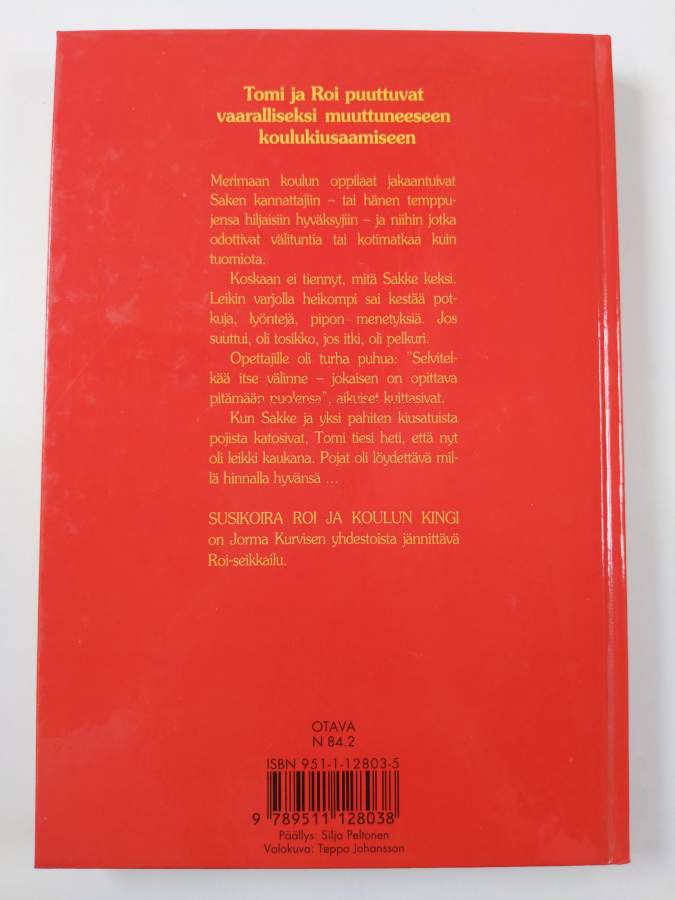 Tomi ja Roi puuttuvat
vaaralliseksi muuttuneeseen
koulukiusaamiseen
Merimaan koulun oppilaat jakaantuivat
Saken kannattajiin – tai hänen temppu-
jensa hiljaisiin hyväksyjiin – ja niihin jotka
odottivat välituntia tai kotimatkaa kuin
tuomiota.
Koskaan ei tiennyt, mitä Sakke keksi.
Leikin varjolla heikompi sai kestää pot-
kuja, lyöntejä, pipon menetyksiä. Jos
suuttui, oli tosikko, jos itki, oli pelkuri.
Opettajille oli turha puhua: "Selvitel-
kää itse välinne – jokaisen on opittava
pitämään puolensa", aikuiset kuittasivat.
Kun Sakke ja yksi pahiten kiusatuista
pojista katosivat, Tomi tiesi heti, että nyt
oli leikki kaukana. Pojat oli löydettävä mil-
lä hinnalla hyvänsä ...
SUSIKOIRA ROI JA KOULUN KINGI
on Jorma Kurvisen yhdestoista jännittävä
Roi-seikkailu.
OTAVA
N 84.2
ISBN 951-1-12803-5
9 789511 128038
Päällys: Silja Peltonen
Valokuva: Teppo Johansson